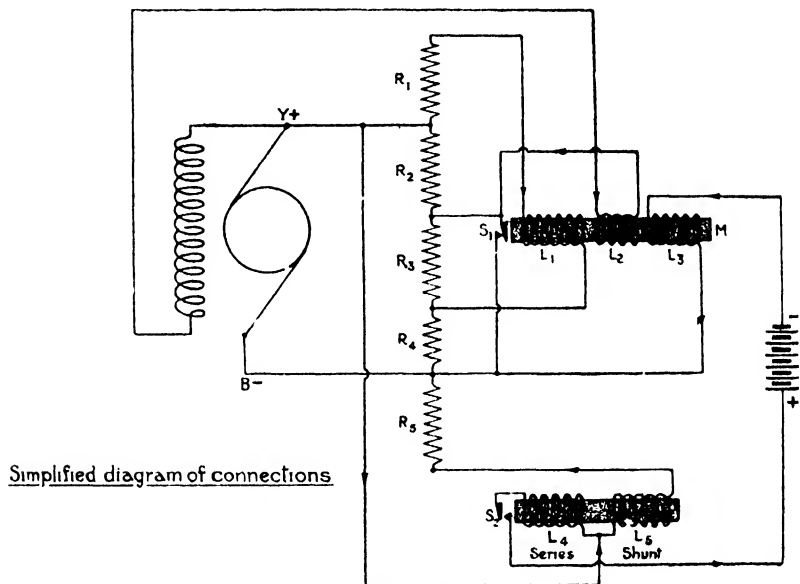 R1
Y+
R2
S1
M
L1 L2 L3
R3
R4
-
+
B-
R5
Simplified diagram of connections
S2
L4 L5
Series Shunt